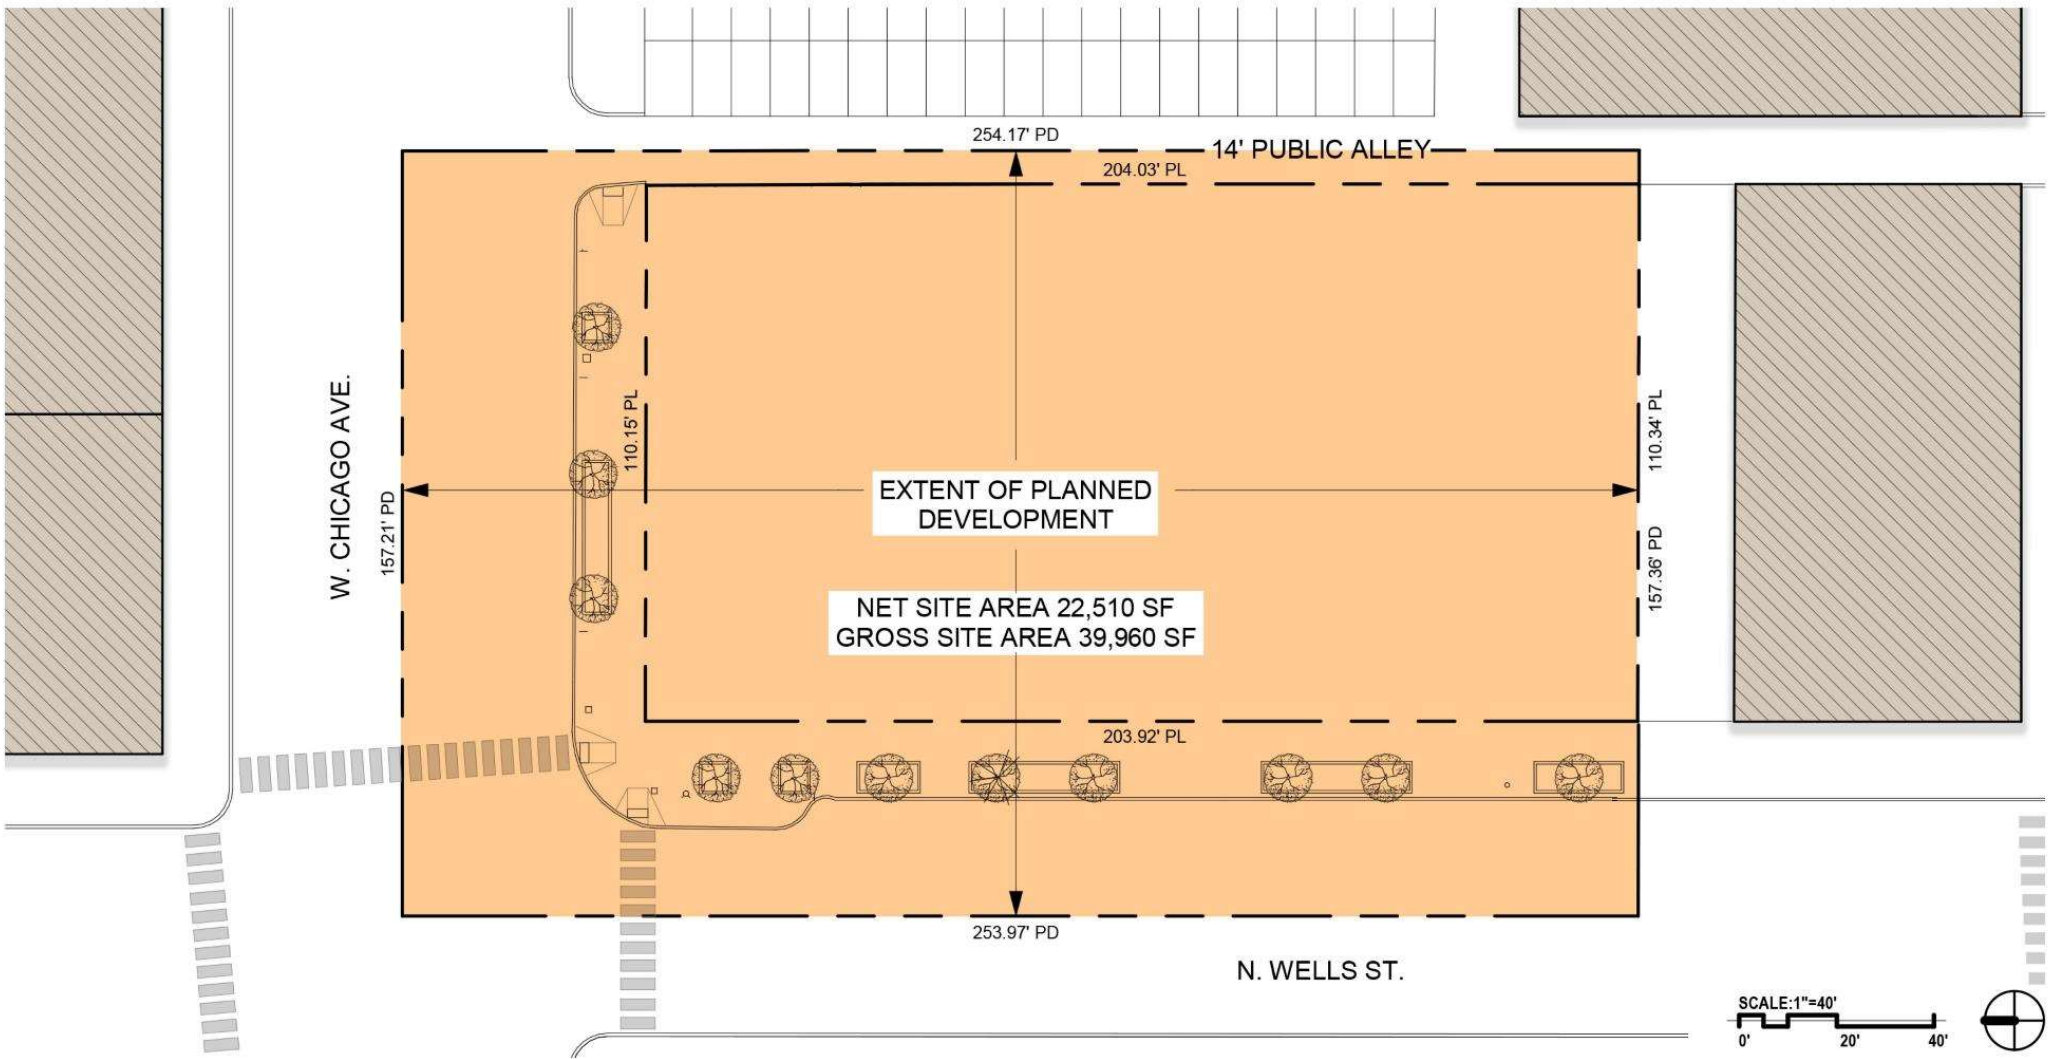 254.17' PD
14' PUBLIC ALLEY
204.03' PL
W. CHICAGO AVE.
157.21' PD
110.15' PL
110.34' PL
157.36' PD
EXTENT OF PLANNED
DEVELOPMENT
NET SITE AREA 22,510 SF
GROSS SITE AREA 39,960 SF
203.92' PL
253.97' PD
N. WELLS ST.
SCALE:1"=40'
0' 20' 40'